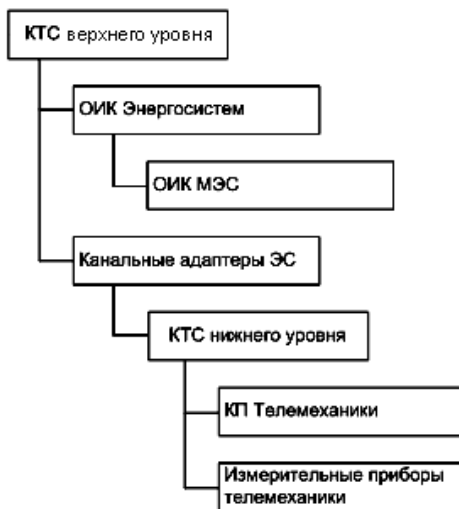 КТС верхнего уровня
ОИК Энергосистем
ОИК МЭС
Канальные адаптеры ЭС
КТС нижнего уровня
КП Телемеханики
Измерительные приборы
телемеханики